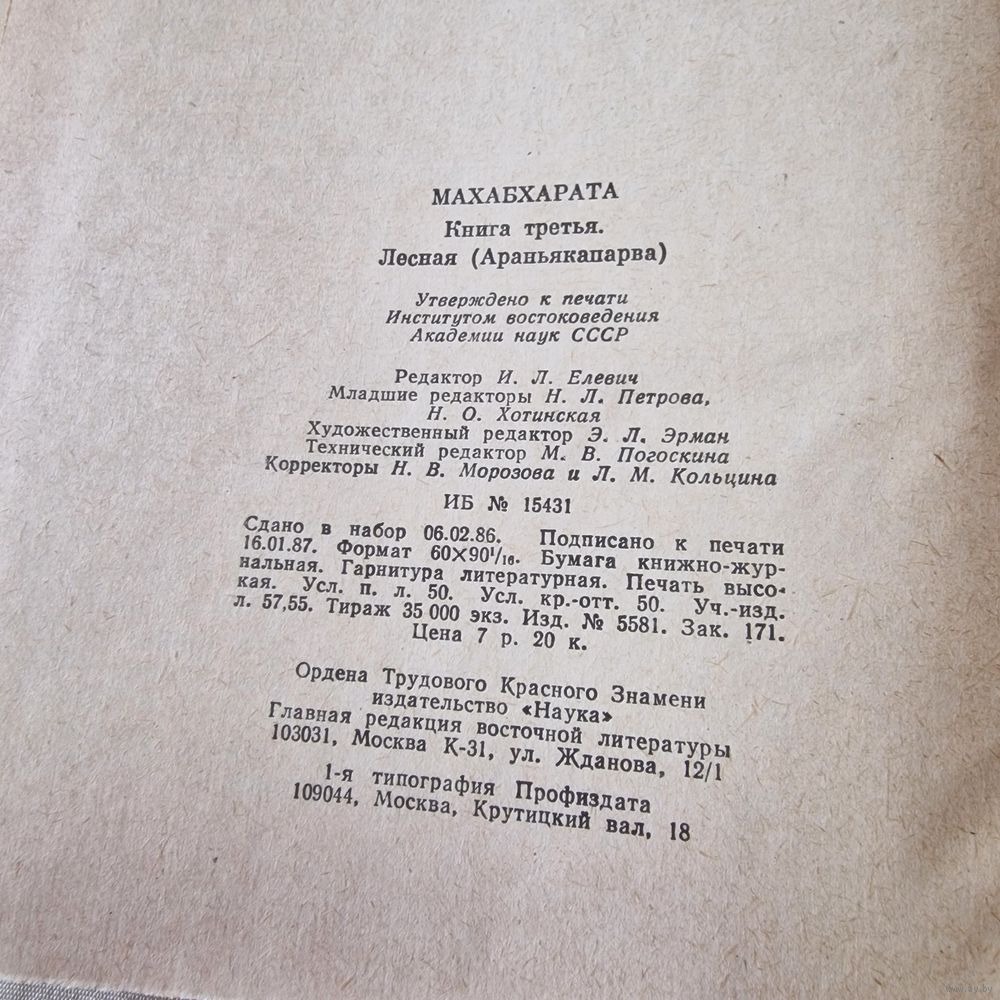 МАХАБХАРАТА
Книга третья.
Лесная (Араньякапарва)
Утверждено к печати
Институтом востоковедения
Академии наук СССР
Редактор И. Л. Елевич
Младшие редакторы Н. Л. Петрова,
Н. О. Хотинская
Художественный редактор Э. Л. Эрман
Технический редактор М. В. Погоскина
Корректоры Н. В. Морозова и Л. М. Кольцина
ИБ № 15431
Сдано в набор 06.02.86. Подписано к печати
16.01.87. Формат 60×90¹/₁₆. Бумага книжно-жур-
нальная. Гарнитура литературная. Печать высо-
кая. Усл. п. л. 50. Усл. кр.-отт. 50. Уч.-изд.
л. 57,55. Тираж 35 000 экз. Изд. № 5581. Зак. 171.
Цена 7 р. 20 к.
Ордена Трудового Красного Знамени
издательство «Наука»
Главная редакция восточной литературы
103031, Москва К-31, ул. Жданова, 12/1
1-я типография Профиздата
109044, Москва, Крутицкий вал, 18
www.ay.by